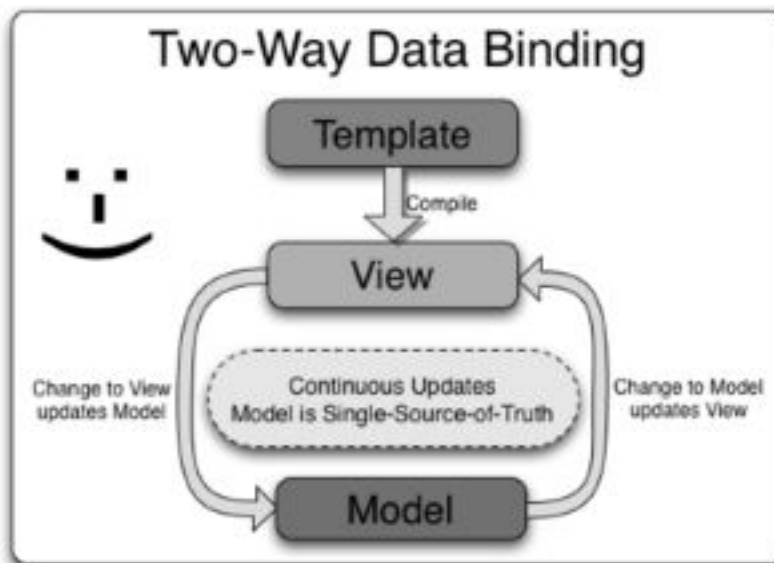 Two-Way Data Binding
Template
Compile
View
Change to View
updates Model
Continuous Updates
Model is Single-Source-of-Truth
Change to Model
updates View
Model